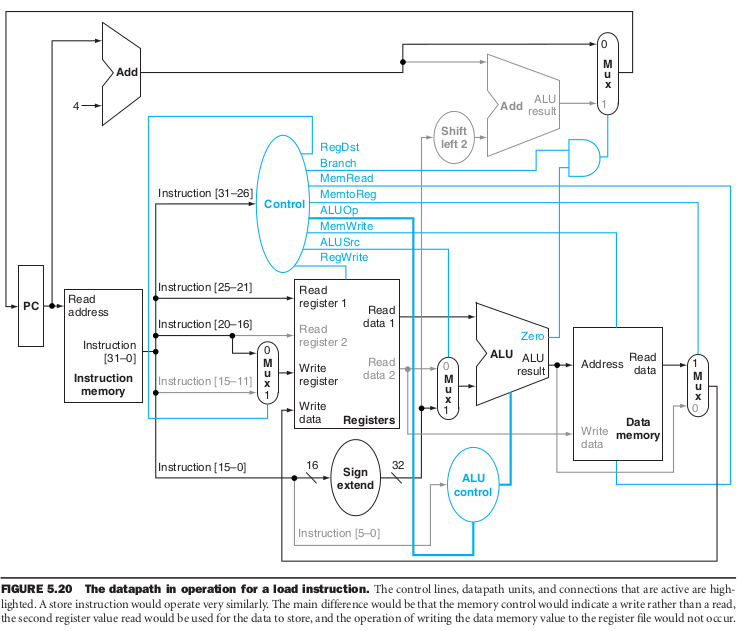 0
M
u
x
1
Add
4
Add
ALU
result
Shift
left 2
RegDst
Branch
MemRead
MemtoReg
ALUOp
MemWrite
ALUSrc
RegWrite
Control
Instruction [31–26]
Instruction [25–21]
Instruction [20–16]
Instruction [15–11]
Instruction [15–0]
PC
Read
address
Instruction
[31–0]
Instruction
memory
0
M
u
x
1
Read
register 1
Read
register 2
Write
register
Write
data
Read
data 1
Read
data 2
Registers
0
M
u
x
1
Zero
ALU
ALU
result
Address
Read
data
Write
data
Data
memory
1
M
u
x
0
16
Sign
extend
32
ALU
control
Instruction [5–0]
FIGURE 5.20 The datapath in operation for a load instruction. The control lines, datapath units, and connections that are active are high-
lighted. A store instruction would operate very similarly. The main difference would be that the memory control would indicate a write rather than a read,
the second register value read would be used for the data to store, and the operation of writing the data memory value to the register file would not occur.